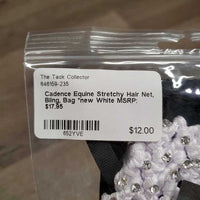 The Tack Collector
648159-235
Cadence Equine Stretchy Hair Net,
Bling, Bag *new White MSRP:
$17.95
652YVE
$12.00